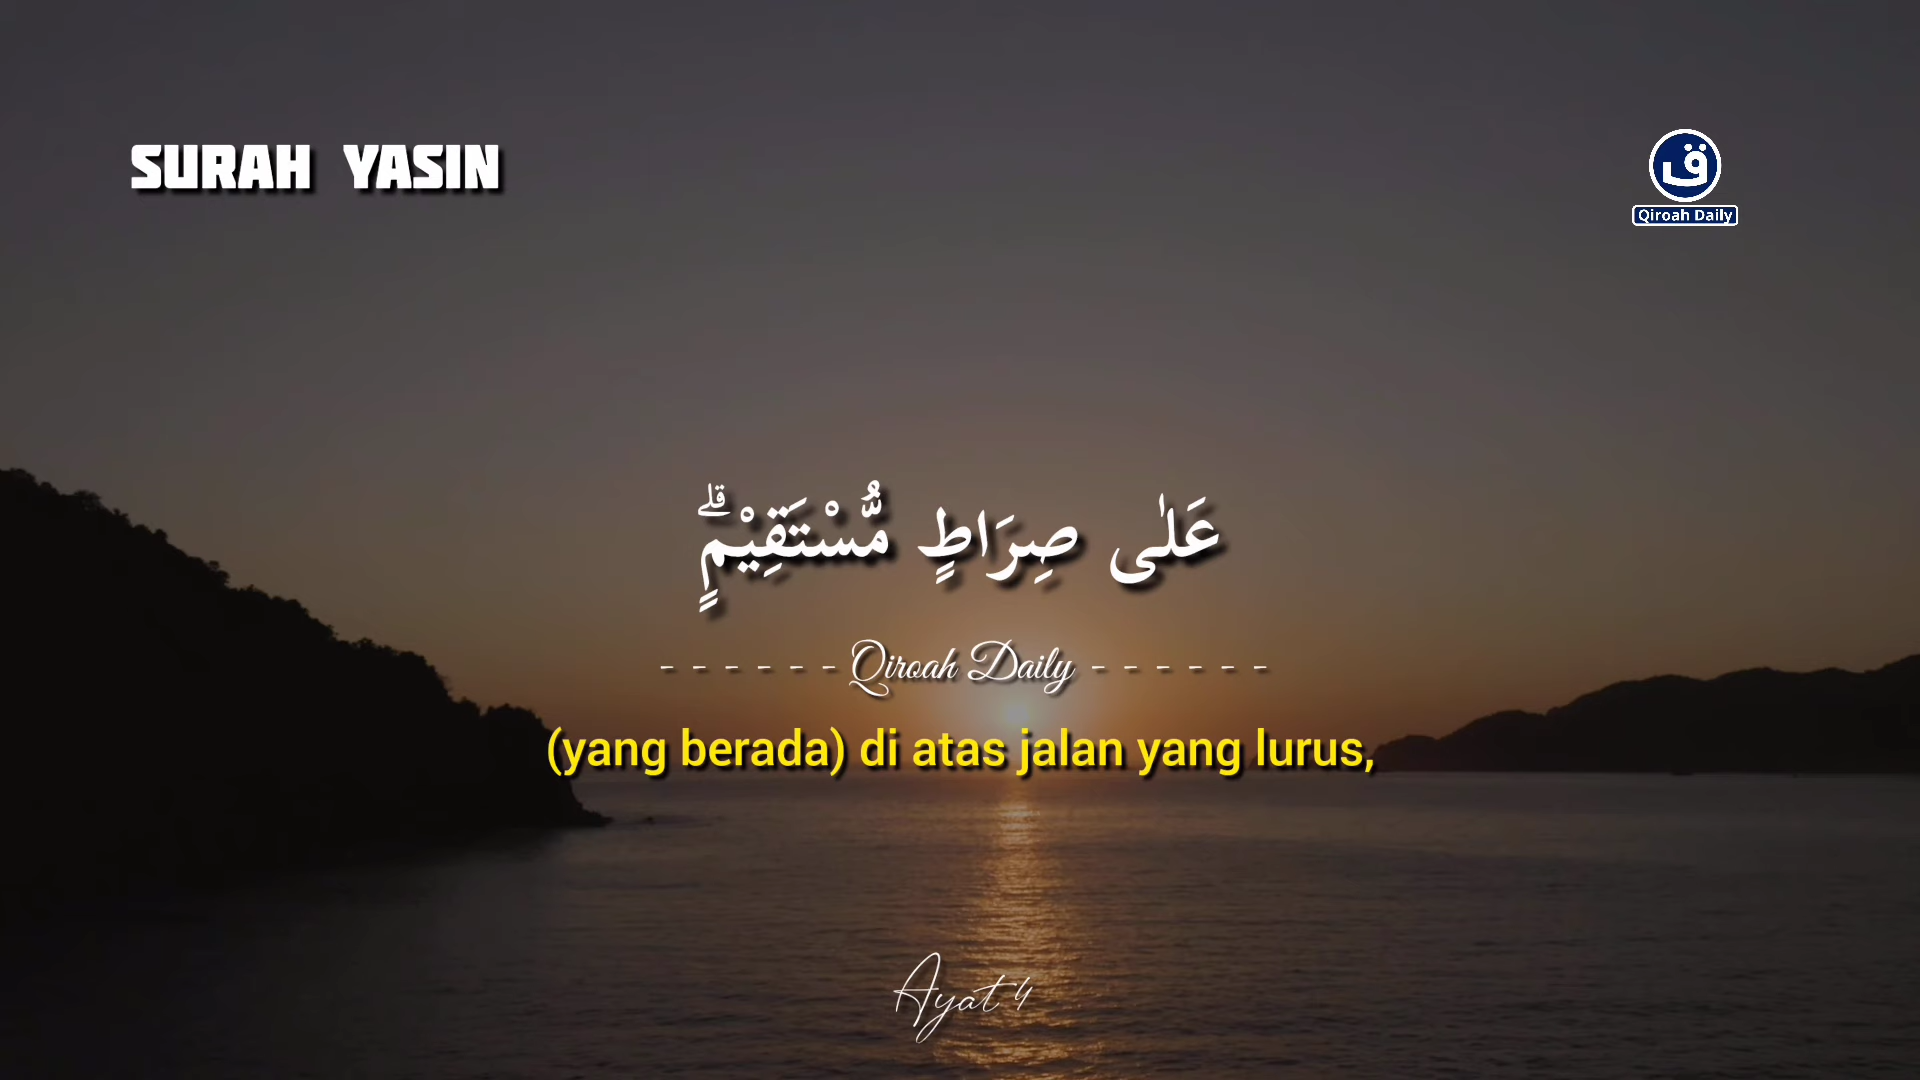 SURAH YASIN
ق
Qiroah Daily
عَلٰى صِرَاطٍ مُّسْتَقِيْمٍۗ
- - - - - - Qiroah Daily - - - - - -
(yang berada) di atas jalan yang lurus,
Ayat 4